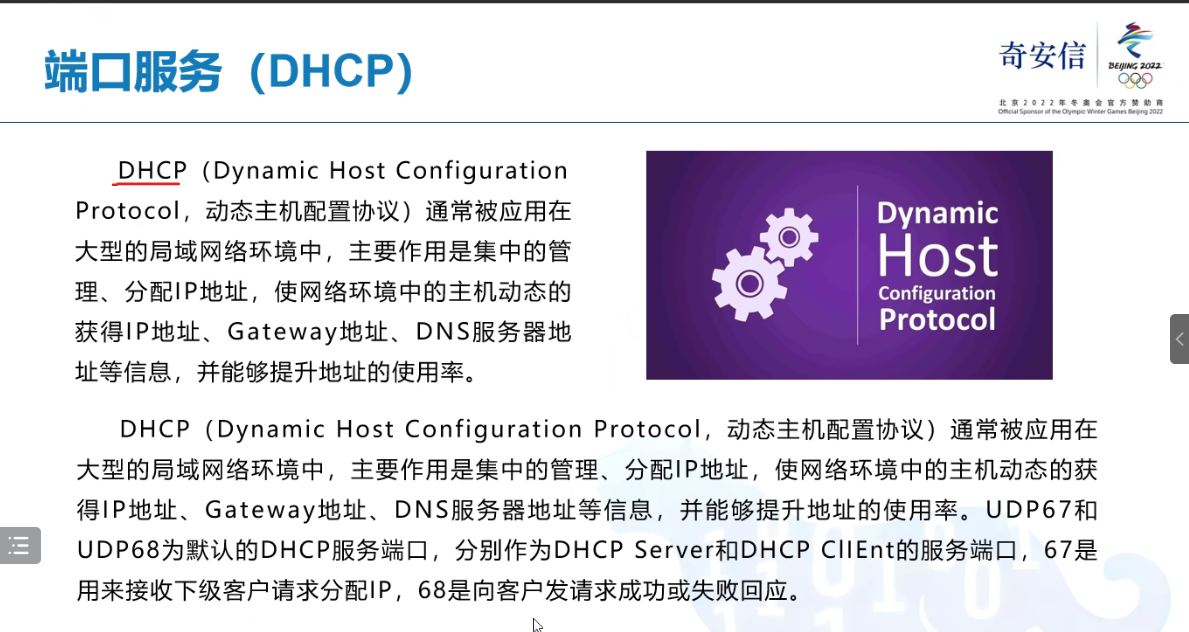 端口服务（DHCP）
奇安信
BEIJING 2022
北京2022年冬奥会官方赞助商
Official Sponsor of the Olympic Winter Games Beijing 2022
DHCP（Dynamic Host Configuration
Protocol，动态主机配置协议）通常被应用在
大型的局域网络环境中，主要作用是集中的管
理、分配IP地址，使网络环境中的主机动态的
获得IP地址、Gateway地址、DNS服务器地
址等信息，并能够提升地址的使用率。
Dynamic
Host
Configuration
Protocol
DHCP（Dynamic Host Configuration Protocol，动态主机配置协议）通常被应用在
大型的局域网络环境中，主要作用是集中的管理、分配IP地址，使网络环境中的主机动态的获
得IP地址、Gateway地址、DNS服务器地址等信息，并能够提升地址的使用率。UDP67和
UDP68为默认的DHCP服务端口，分别作为DHCP Server和DHCP ClIEnt的服务端口，67是
用来接收下级客户请求分配IP，68是向客户发请求成功或失败回应。